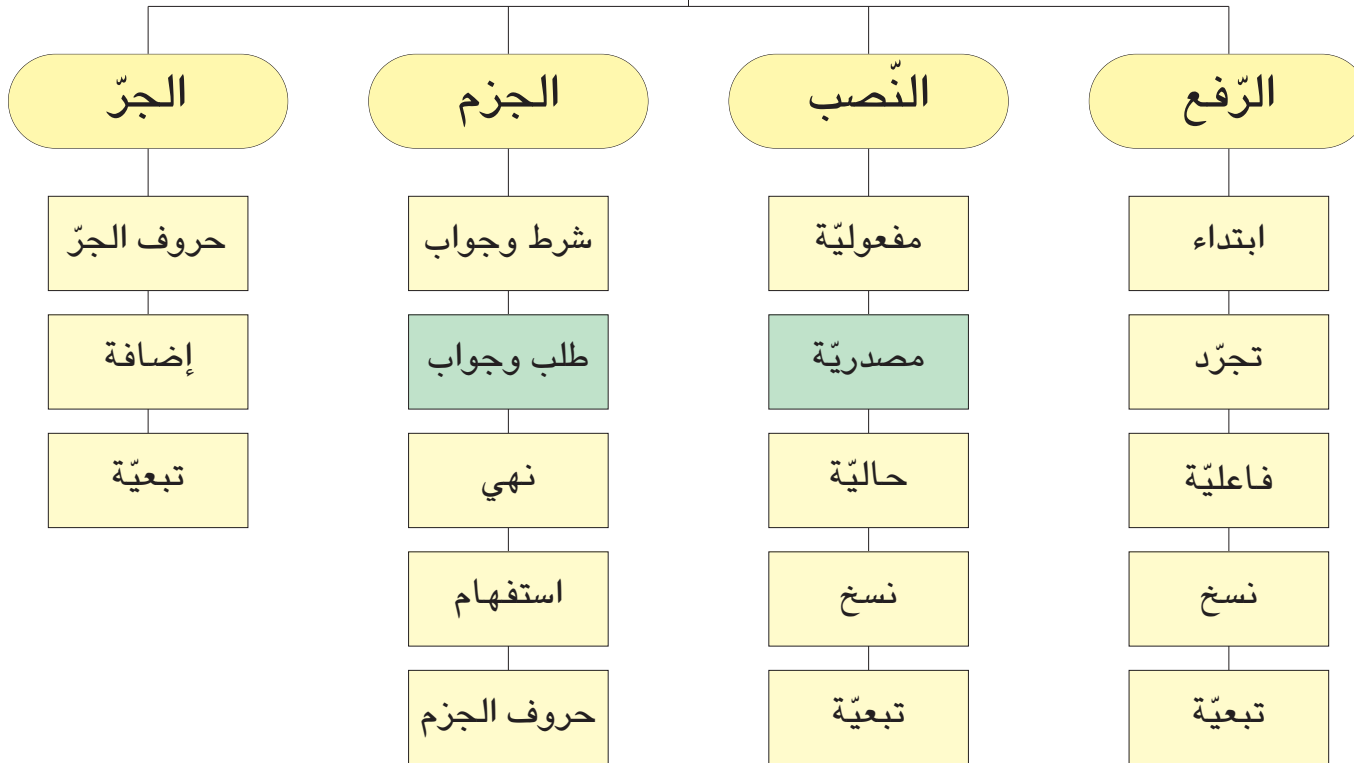 الرّفع
ابتداء
تجرّد
فاعليّة
نسخ
تبعيّة
النّصب
مفعوليّة
مصدريّة
حاليّة
نسخ
تبعيّة
الجزم
شرط وجواب
طلب وجواب
نهي
استفهام
حروف الجزم
الجرّ
حروف الجرّ
إضافة
تبعيّة